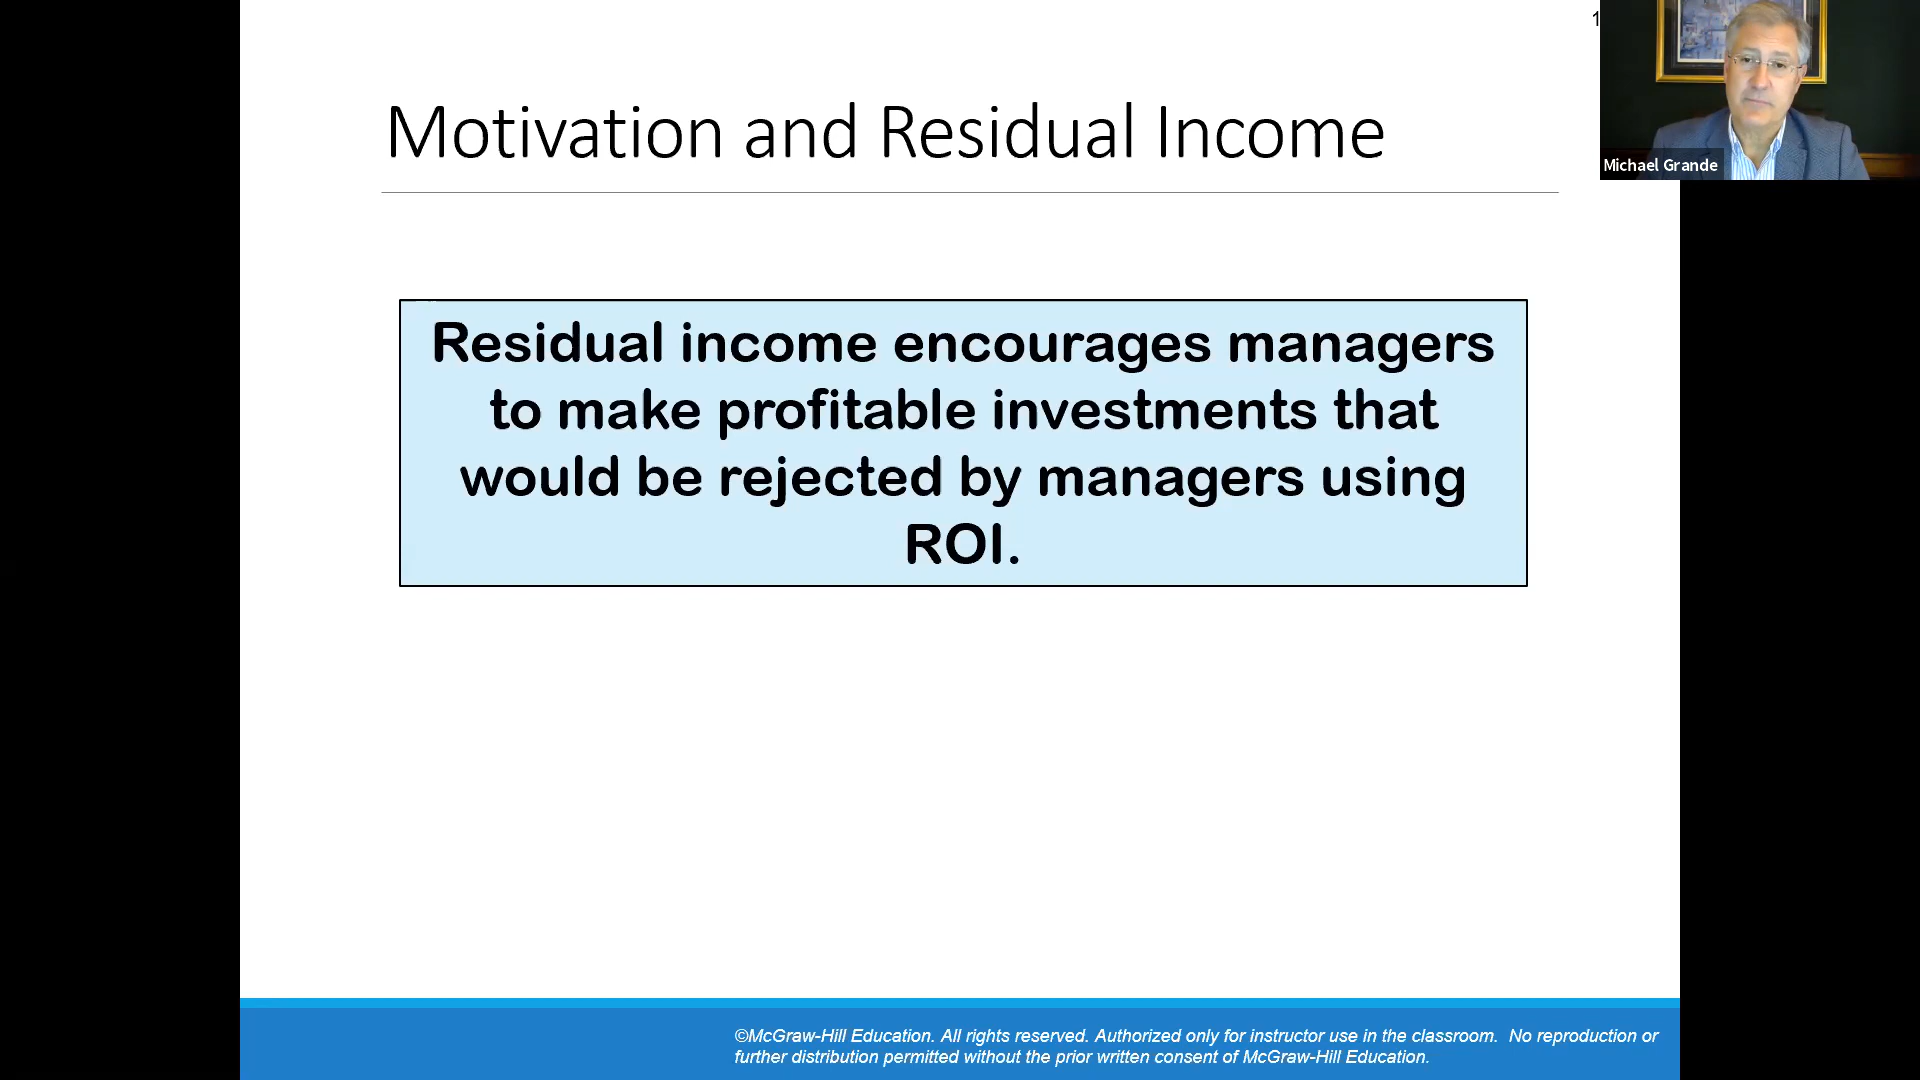 1
Motivation and Residual Income
Michael Grande
Residual income encourages managers
to make profitable investments that
would be rejected by managers using
ROI.
©McGraw-Hill Education. All rights reserved. Authorized only for instructor use in the classroom. No reproduction or
further distribution permitted without the prior written consent of McGraw-Hill Education.